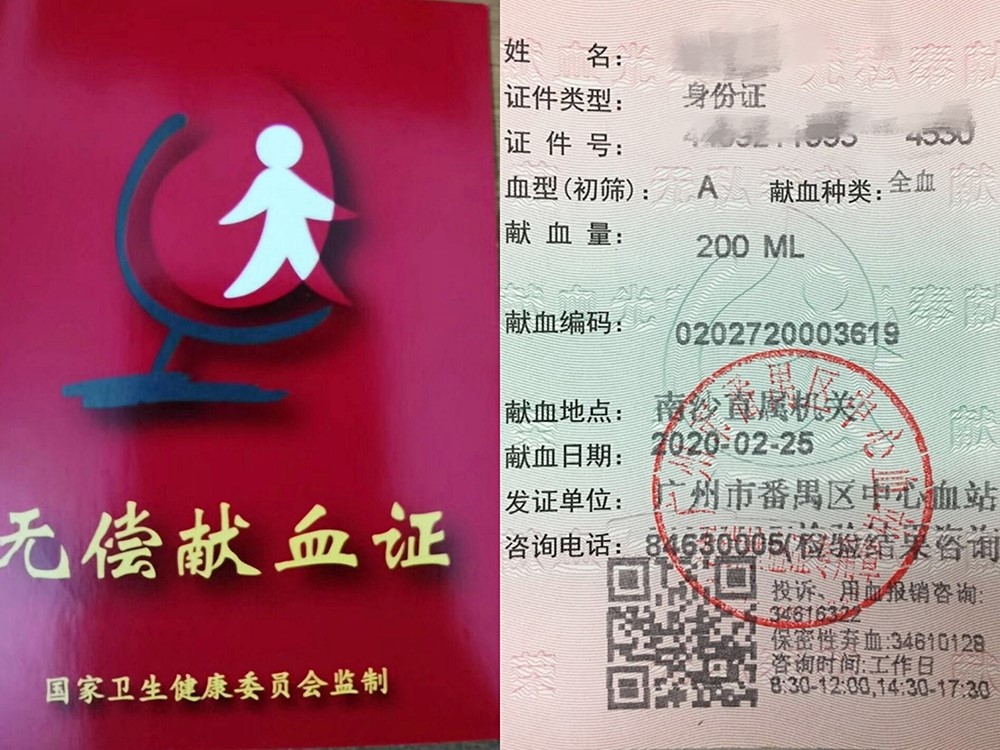 无偿献血证
国家卫生健康委员会监制
姓 名：
证件类型： 身份证
证 件 号： 4530
血型(初筛)： A 献血种类：全血
献 血 量： 200 ML
献血编码： 0202720003619
献血地点： 南沙直属机关
献血日期： 2020-02-25
发证单位： 广州市番禺区中心血站
咨询电话： 84630005(检验结果咨询
投诉、用血报销咨询:
34616322
保密性弃血:34610128
咨询时间:工作日
8:30-12:00,14:30-17:30